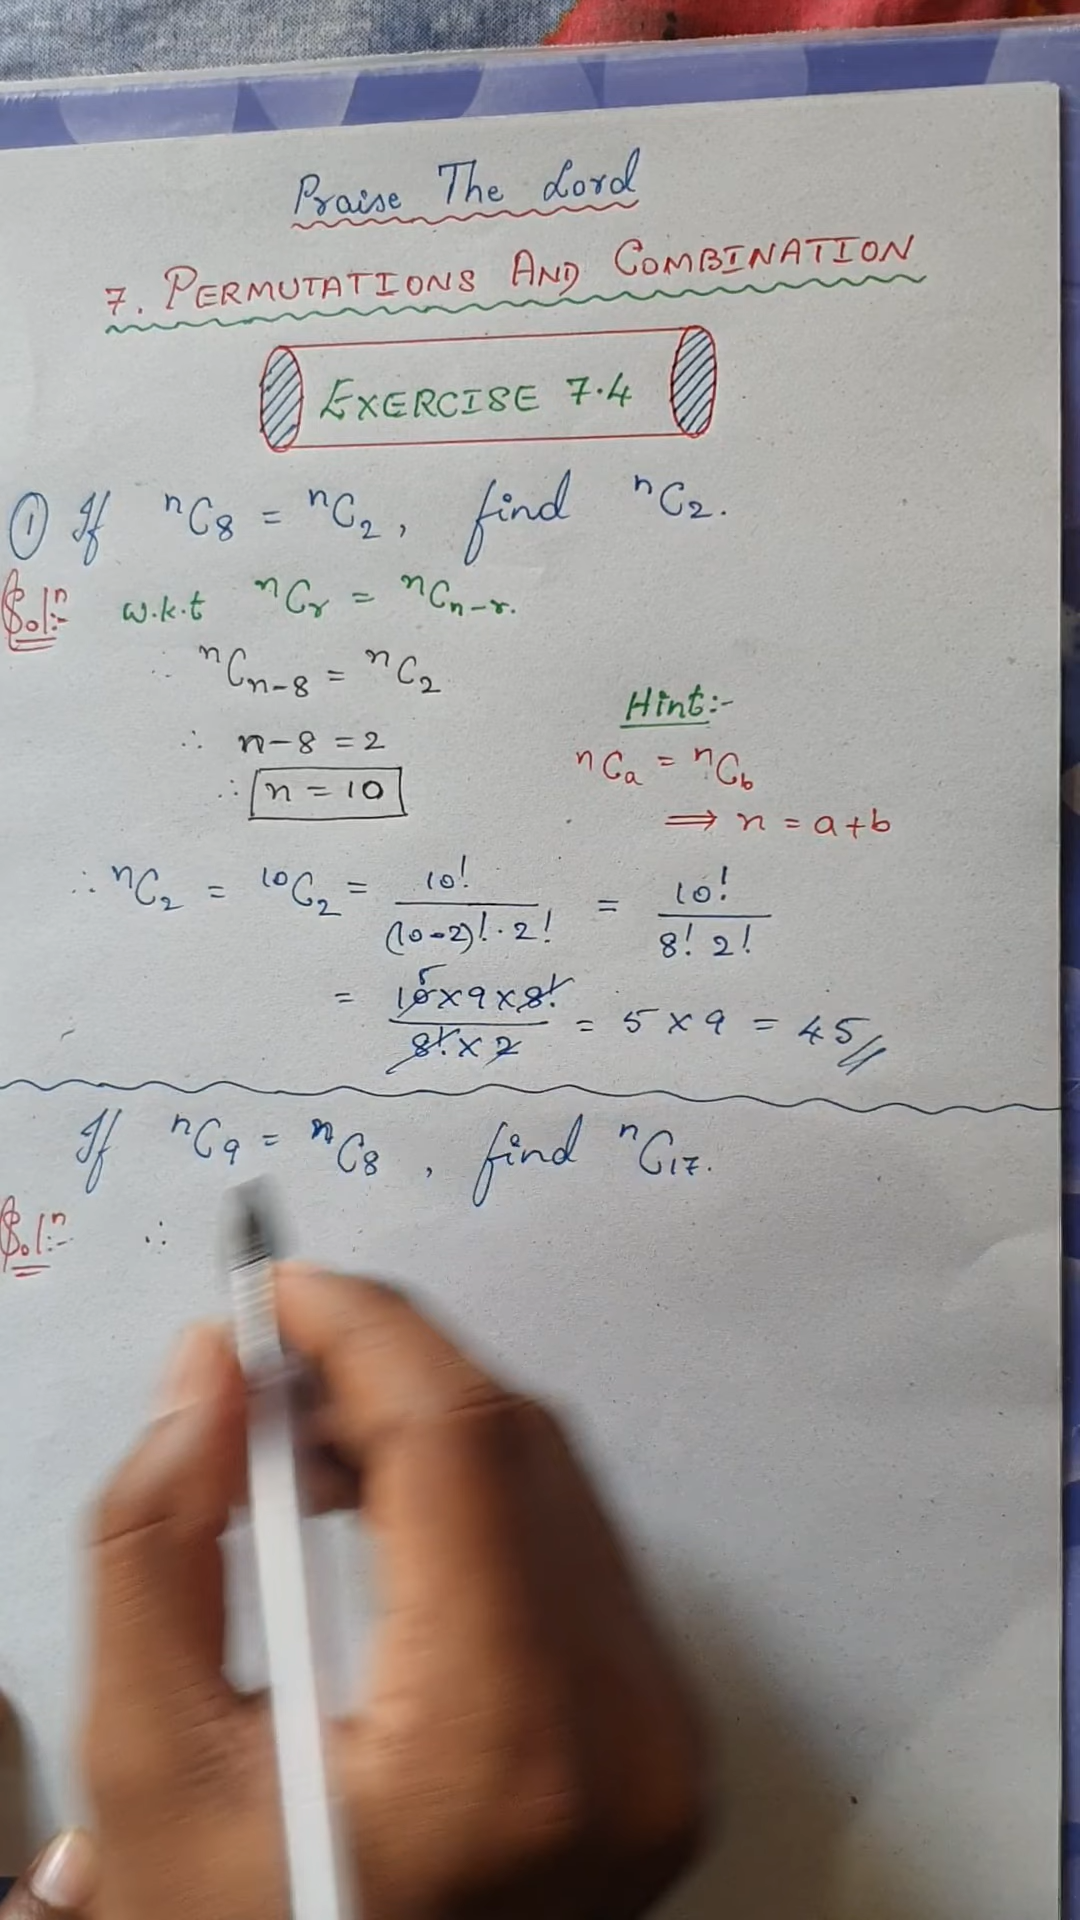 Praise The Lord
7. PERMUTATIONS AND COMBINATION
EXERCISE 7.4
① If ⁿC₈ = ⁿC₂, find ⁿC₂.
Solⁿ:- w.k.t ⁿCᵣ = ⁿCₙ₋ᵣ.
∴ ⁿCₙ₋₈ = ⁿC₂
Hint:-
∴ n-8 = 2
ⁿCₐ = ⁿC_b
∴ n = 10
⟹ n = a+b
∴ ⁿC₂ = ¹⁰C₂ = 10!/(10-2)!·2! = 10!/8! 2!
= 10×9×8!/8!×2 = 5×9 = 45//
If ⁿC₉ = ⁿC₈, find ⁿC₁₇.
Solⁿ:- ∴